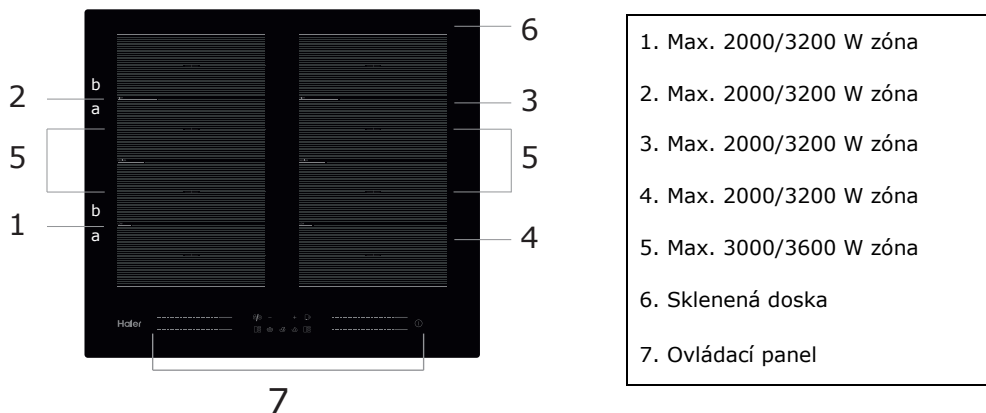 6
b
2
a
3
5
5
b
1
a
4
Haier
7
1. Max. 2000/3200 W zóna
2. Max. 2000/3200 W zóna
3. Max. 2000/3200 W zóna
4. Max. 2000/3200 W zóna
5. Max. 3000/3600 W zóna
6. Sklenená doska
7. Ovládací panel